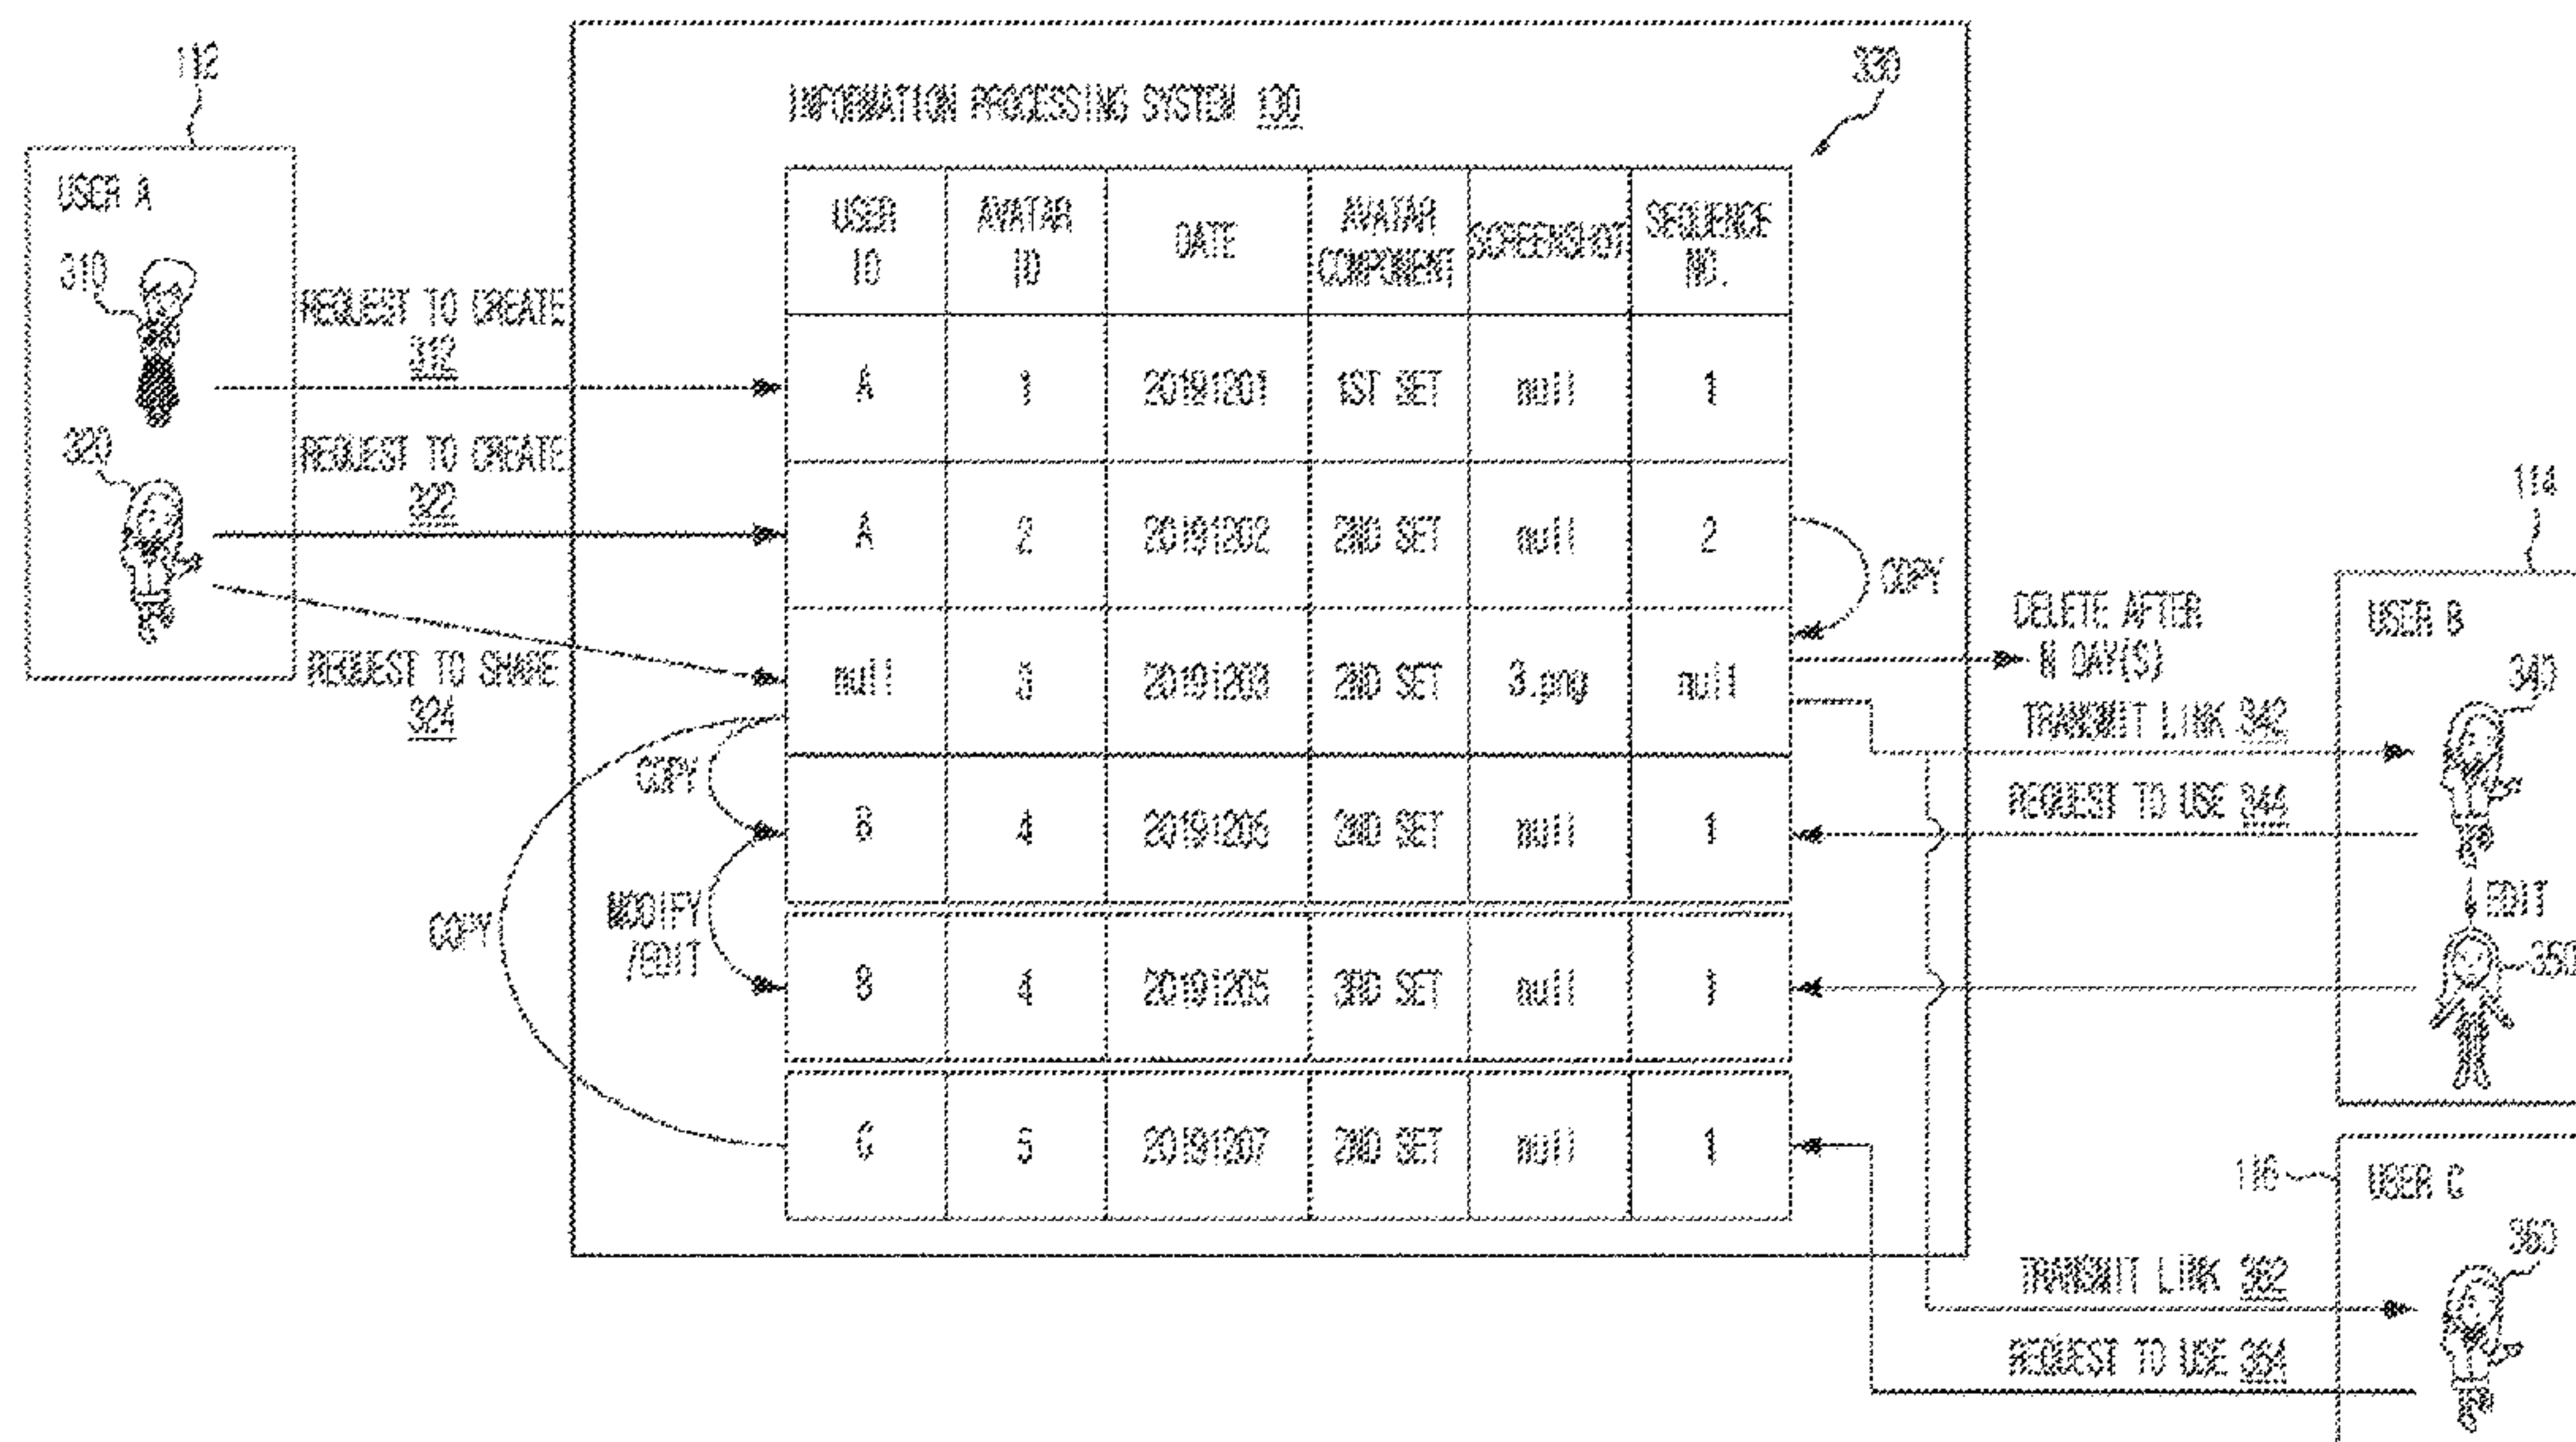 112
USER A
310
320
REQUEST TO CREATE
312
REQUEST TO CREATE
322
REQUEST TO SHARE
324
INFORMATION PROCESSING SYSTEM 130
330
USER
ID
AVATAR
ID
DATE
AVATAR
COMPONENT
SCREENSHOT
SEQUENCE
NO.
A 1 20191201 1ST SET null 1
A 2 20191202 2ND SET null 2
null 3 20191203 2ND SET 3.png null
B 4 20191205 2ND SET null 1
B 4 20191205 3RD SET null 1
C 5 20191207 2ND SET null 1
COPY
COPY
MODIFY
/EDIT
COPY
DELETE AFTER
N DAY(S)
TRANSMIT LINK 342
REQUEST TO USE 344
114
USER B
340
EDIT
350
116
USER C
360
TRANSMIT LINK 362
REQUEST TO USE 364